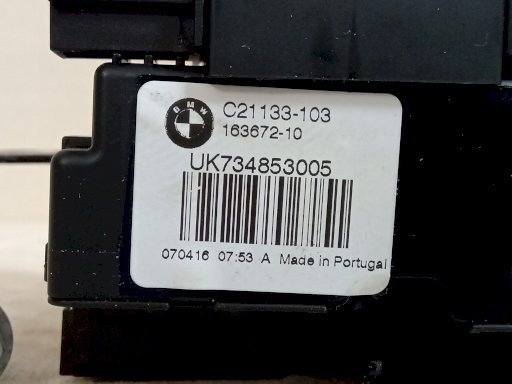 BMW
C21133-103
163672-10
UK734853005
070416 07:53 A Made in Portugal